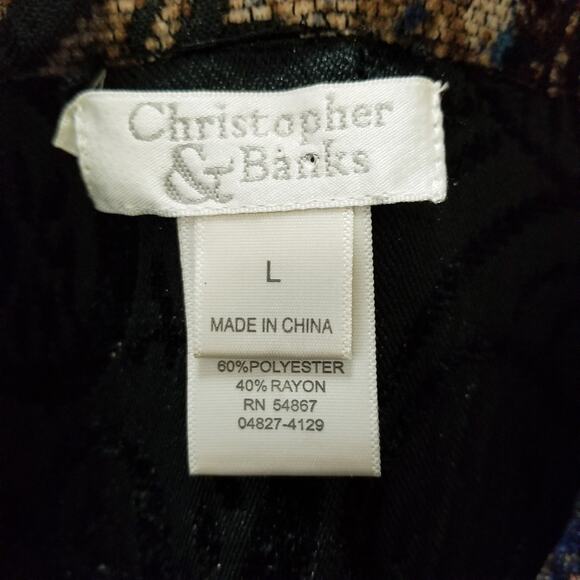 Christopher
& Banks
L
MADE IN CHINA
60%POLYESTER
40% RAYON
RN 54867
04827-4129